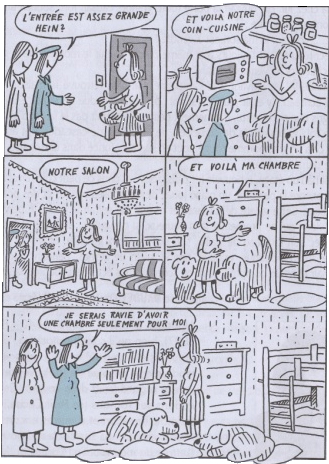 L'ENTRÉE EST ASSEZ GRANDE
HEIN?
ET VOILÀ NOTRE
COIN-CUISINE
NOTRE SALON
ET VOILÀ MA CHAMBRE
JE SERAIS RAVIE D'AVOIR
UNE CHAMBRE SEULEMENT POUR MOI